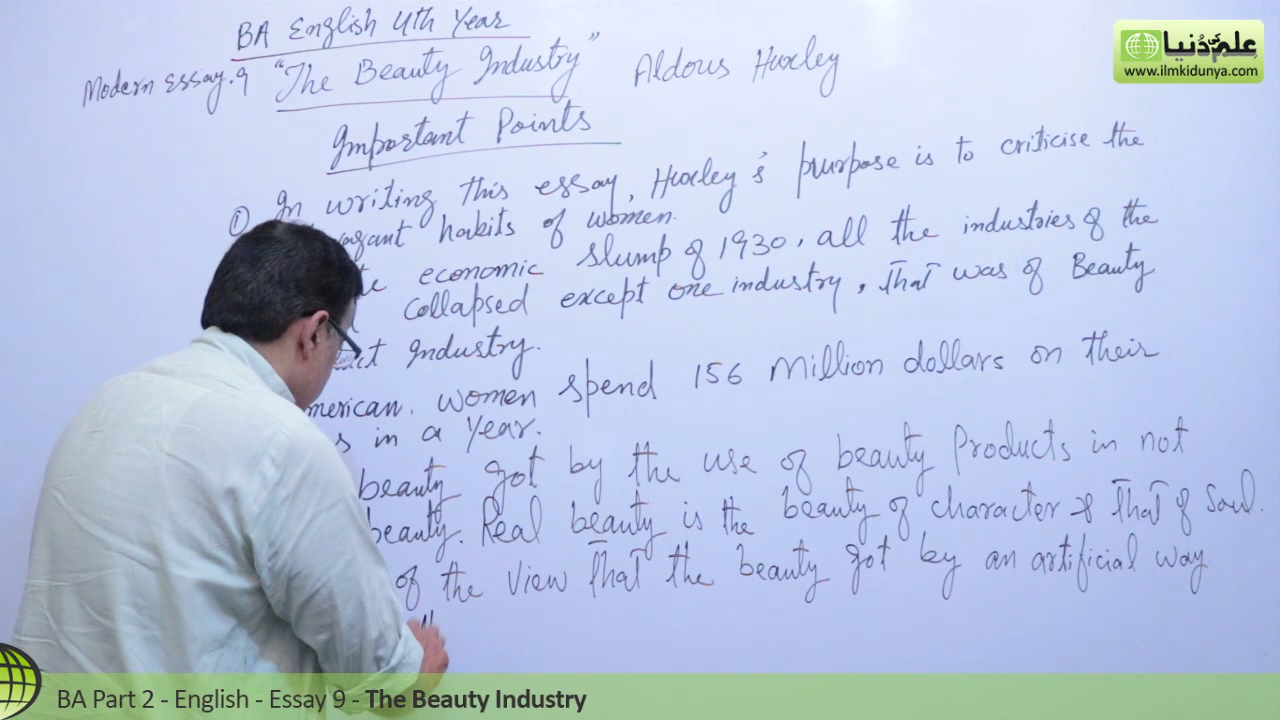 BA English 4th Year
Modern Essay.9 "The Beauty Industry" Aldous Huxley
Important Points
① In writing this essay, Huxley's purpose is to criticise the
habits of women.
economic slump of 1930, all the industries of the
collapsed except one industry, That was of Beauty
Industry.
women spend 156 Million dollars on their
in a Year.
beauty got by the use of beauty Products in not
beauty. Real beauty is the beauty of character & That of Soul.
of the view That the beauty got by an artificial way
علم کی دُنیا
www.ilmkidunya.com
BA Part 2 - English - Essay 9 - The Beauty Industry